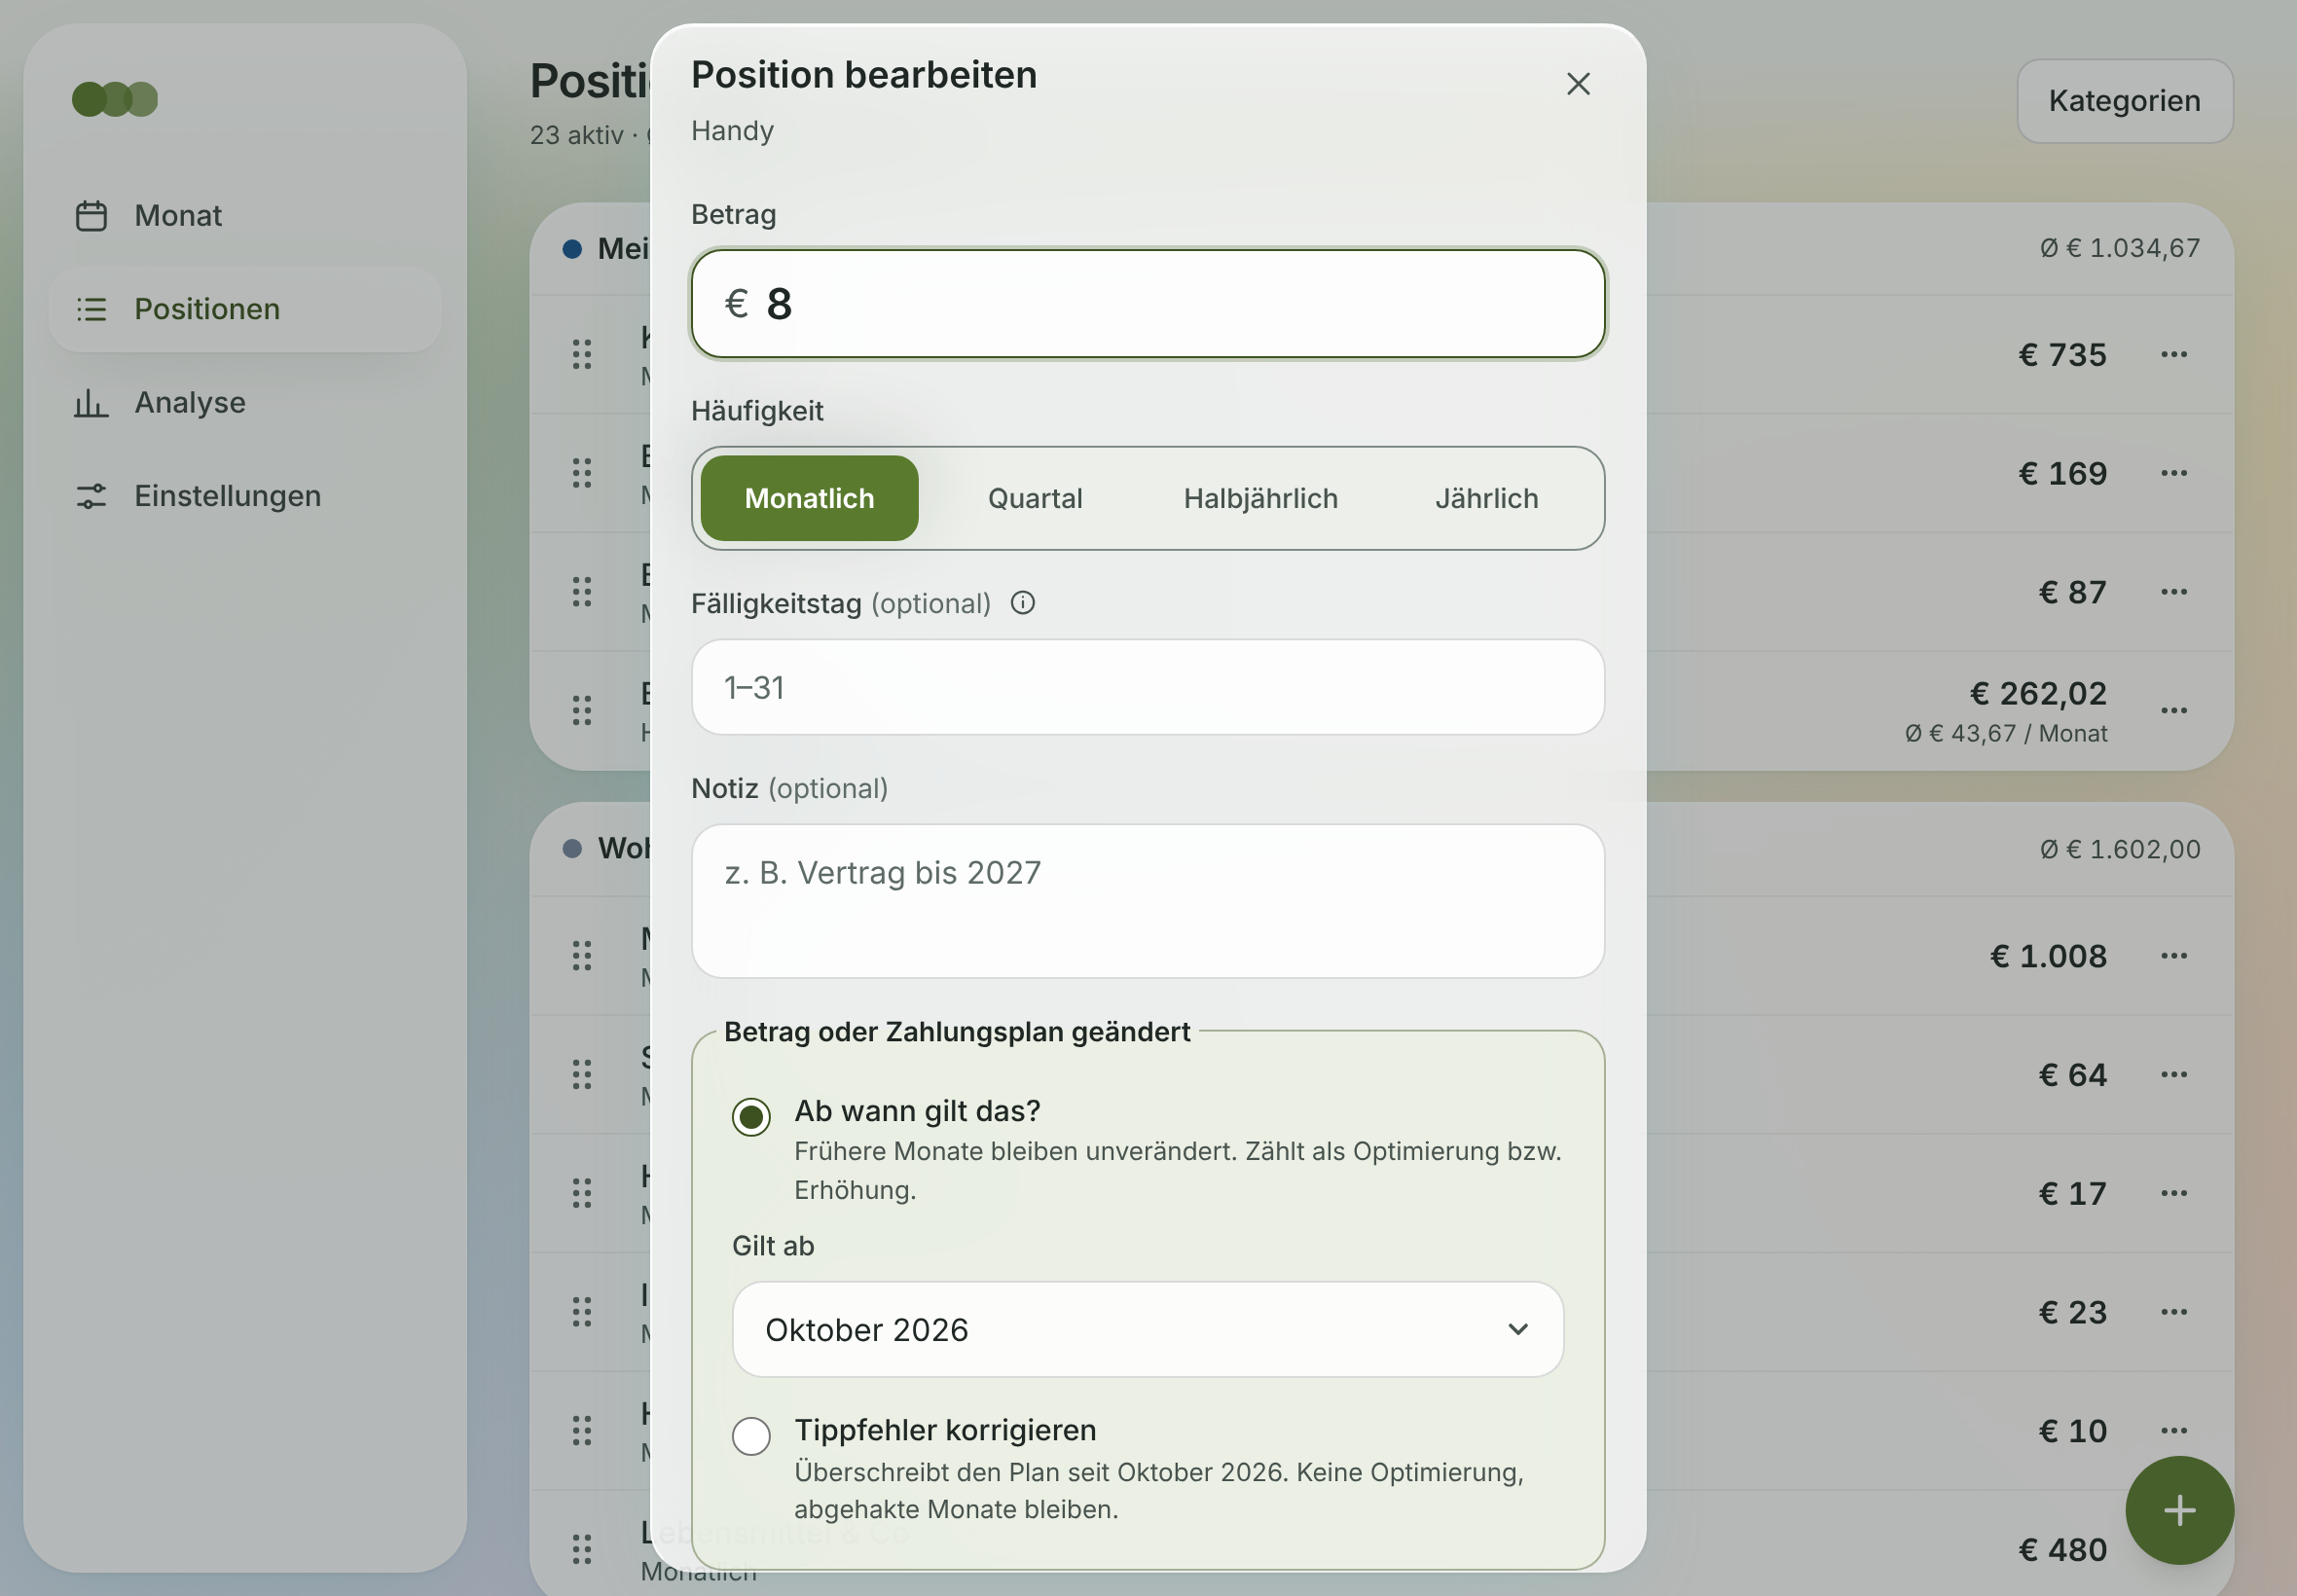 Monat
Positionen
Analyse
Einstellungen
23 aktiv ·
Kategorien
Ø € 1.034,67
€ 735
€ 169
€ 87
€ 262,02
Ø € 43,67 / Monat
Ø € 1.602,00
€ 1.008
€ 64
€ 17
€ 23
€ 10
Lebensmittel & Co
€ 480
Monatlich
Position bearbeiten
Handy
Betrag
€ 8
Häufigkeit
Monatlich Quartal Halbjährlich Jährlich
Fälligkeitstag (optional)
1–31
Notiz (optional)
z. B. Vertrag bis 2027
Betrag oder Zahlungsplan geändert
Ab wann gilt das?
Frühere Monate bleiben unverändert. Zählt als Optimierung bzw.
Erhöhung.
Gilt ab
Oktober 2026
Tippfehler korrigieren
Überschreibt den Plan seit Oktober 2026. Keine Optimierung,
abgehakte Monate bleiben.